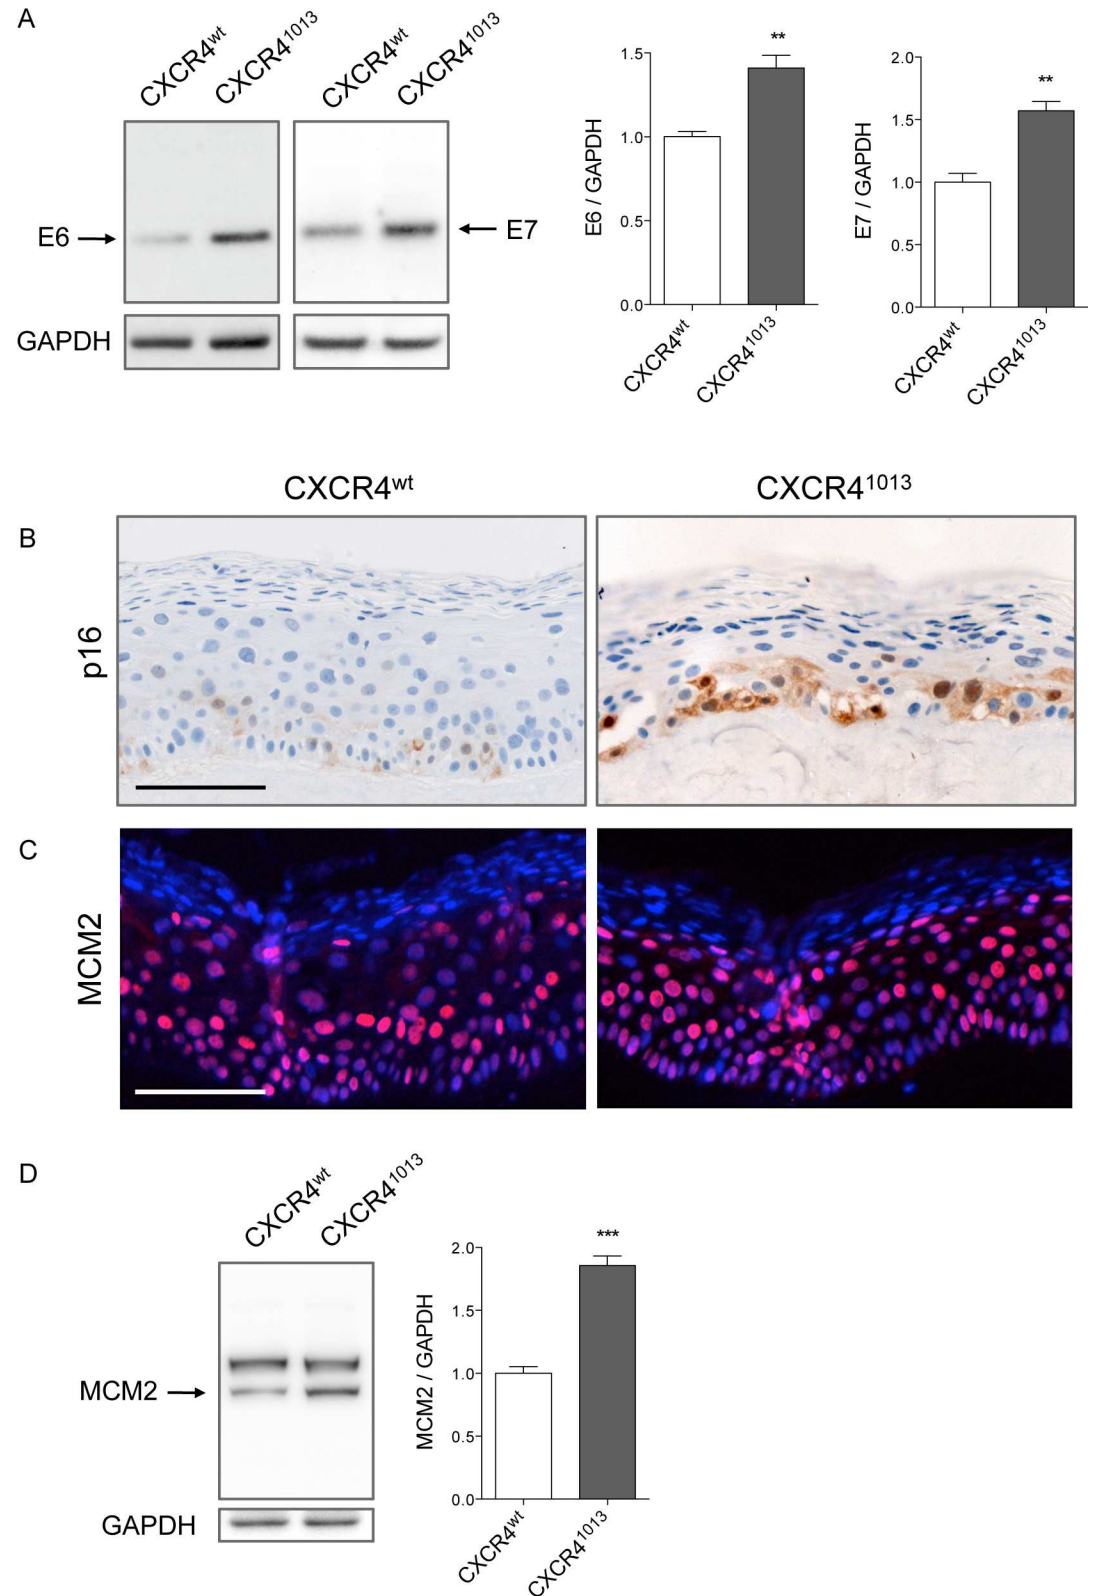 A
CXCR4wt CXCR41013 CXCR4wt CXCR41013
E6
E7
GAPDH
E6 / GAPDH
1.5
1.0
0.5
0.0
**
CXCR4wt CXCR41013
E7 / GAPDH
2.0
1.5
1.0
0.5
0.0
**
CXCR4wt CXCR41013
CXCR4wt CXCR41013
B
p16
C
MCM2
D
CXCR4wt CXCR41013
MCM2
GAPDH
MCM2 / GAPDH
2.0
1.5
1.0
0.5
0.0
***
CXCR4wt CXCR41013